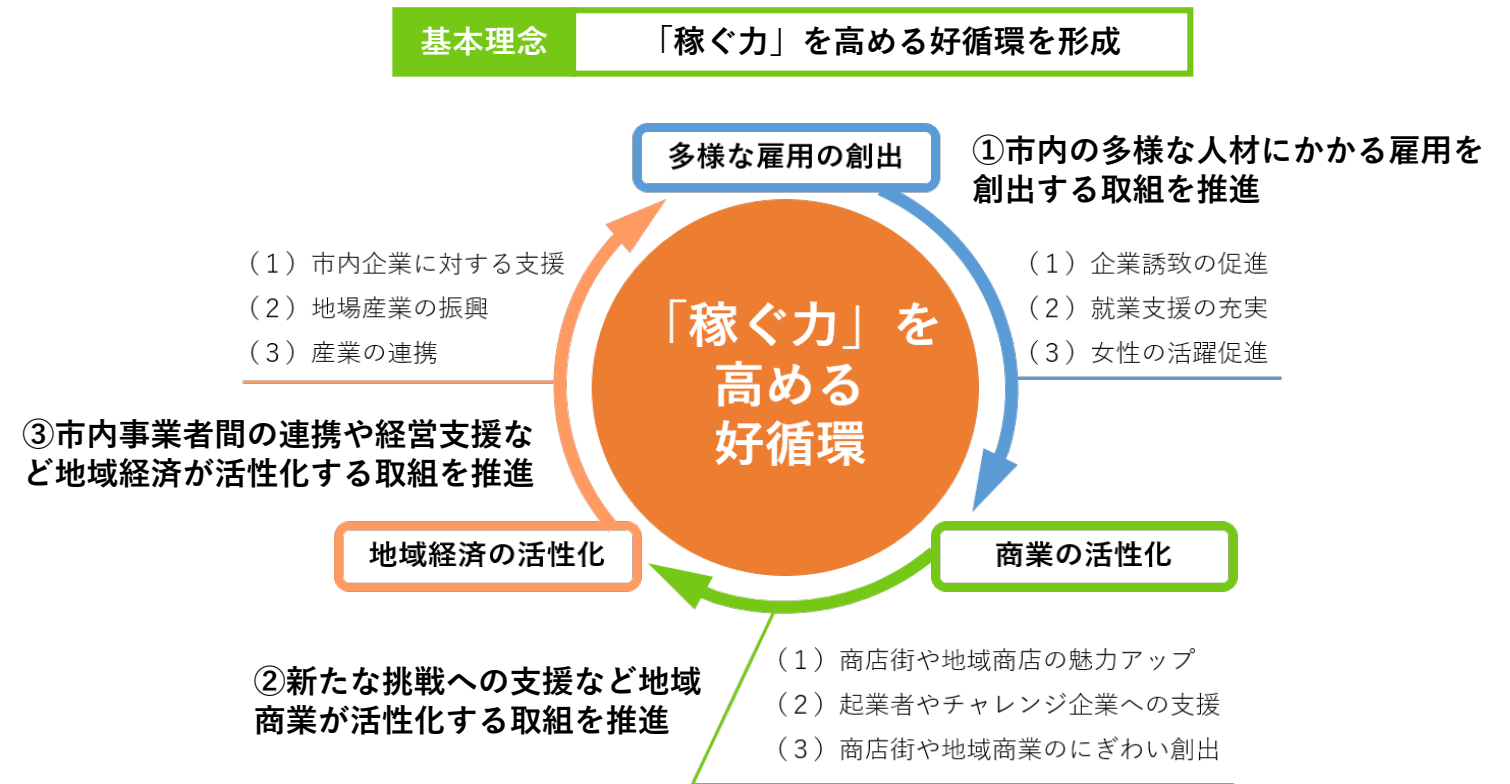 基本理念
「稼ぐ力」を高める好循環を形成
多様な雇用の創出
①市内の多様な人材にかかる雇用を
創出する取組を推進
（１）企業誘致の促進
（２）就業支援の充実
（３）女性の活躍促進
（１）市内企業に対する支援
（２）地場産業の振興
（３）産業の連携
「稼ぐ力」を
高める
好循環
③市内事業者間の連携や経営支援な
ど地域経済が活性化する取組を推進
地域経済の活性化
商業の活性化
②新たな挑戦への支援など地域
商業が活性化する取組を推進
（１）商店街や地域商店の魅力アップ
（２）起業者やチャレンジ企業への支援
（３）商店街や地域商業のにぎわい創出